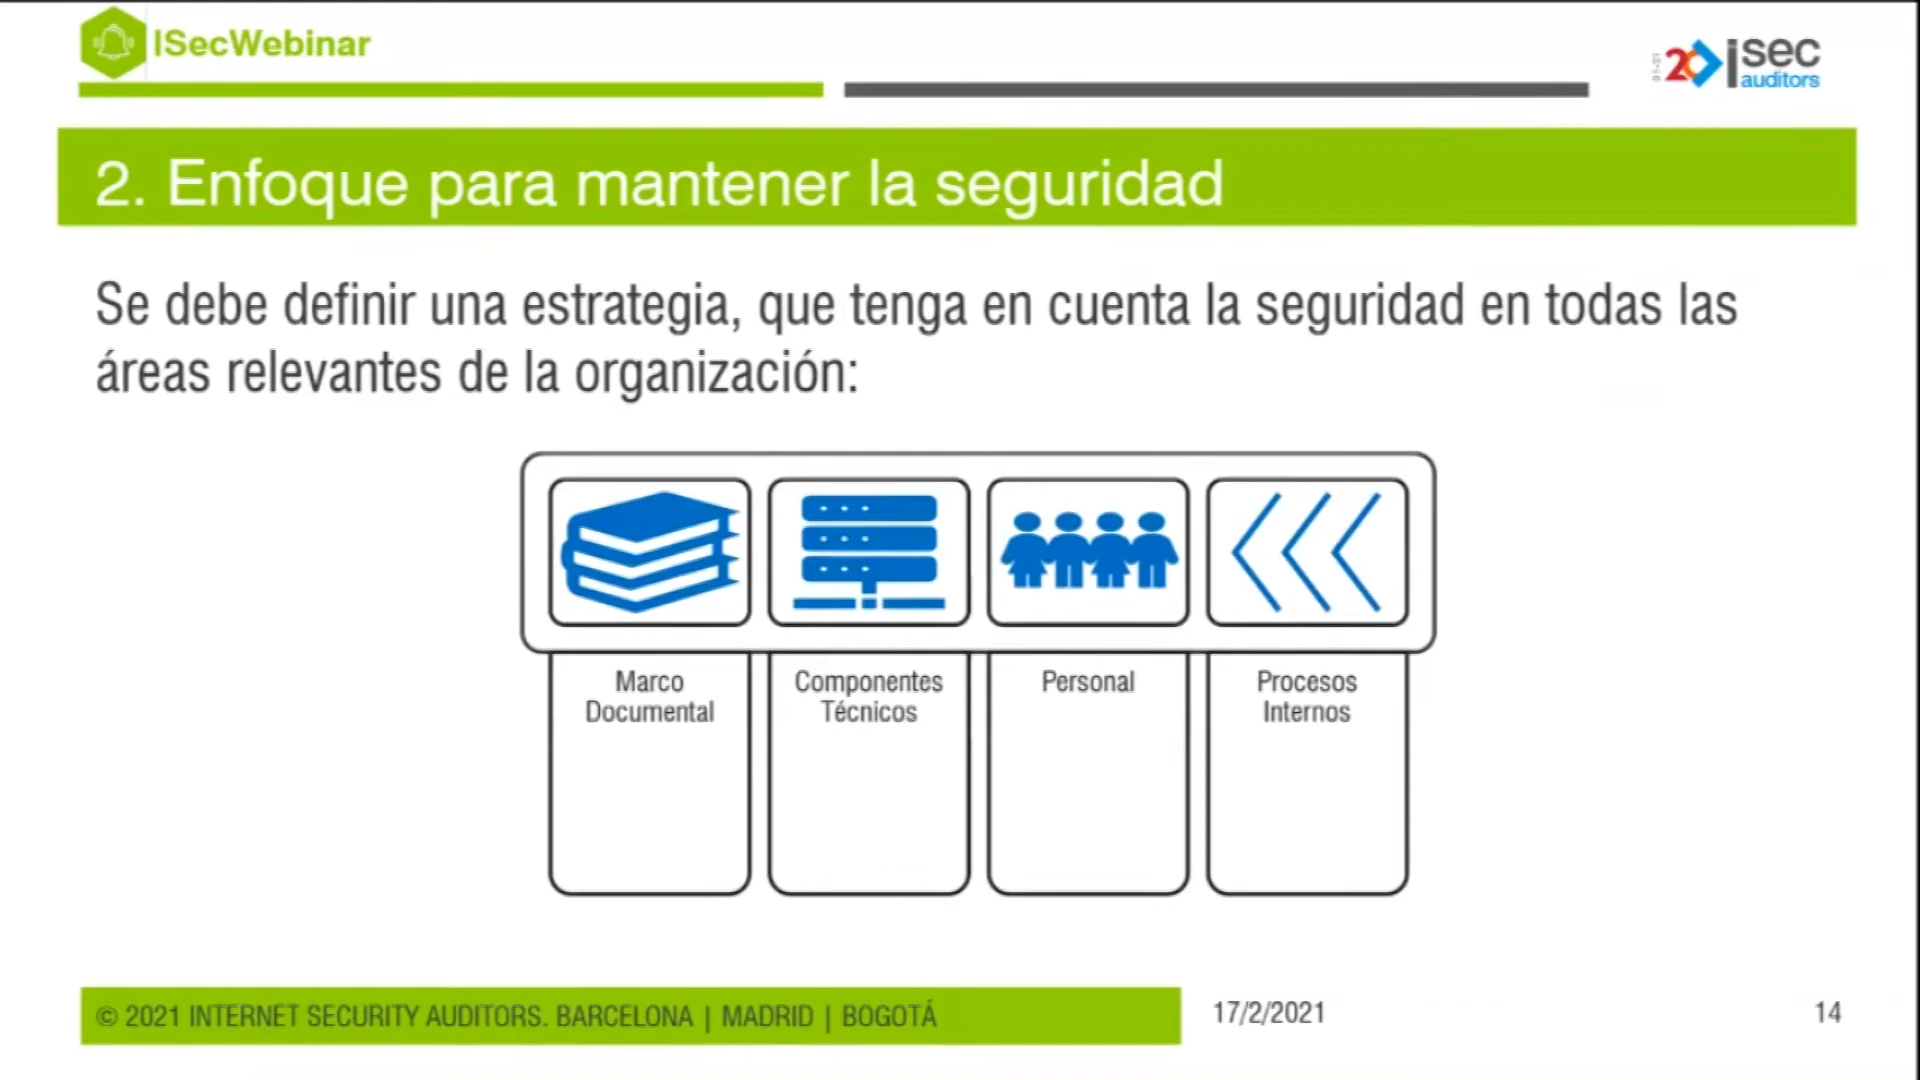 ISecWebinar
20 isec
auditors
2. Enfoque para mantener la seguridad
Se debe definir una estrategia, que tenga en cuenta la seguridad en todas las
áreas relevantes de la organización:
Marco
Documental
Componentes
Técnicos
Personal
Procesos
Internos
© 2021 INTERNET SECURITY AUDITORS. BARCELONA | MADRID | BOGOTÁ
17/2/2021
14